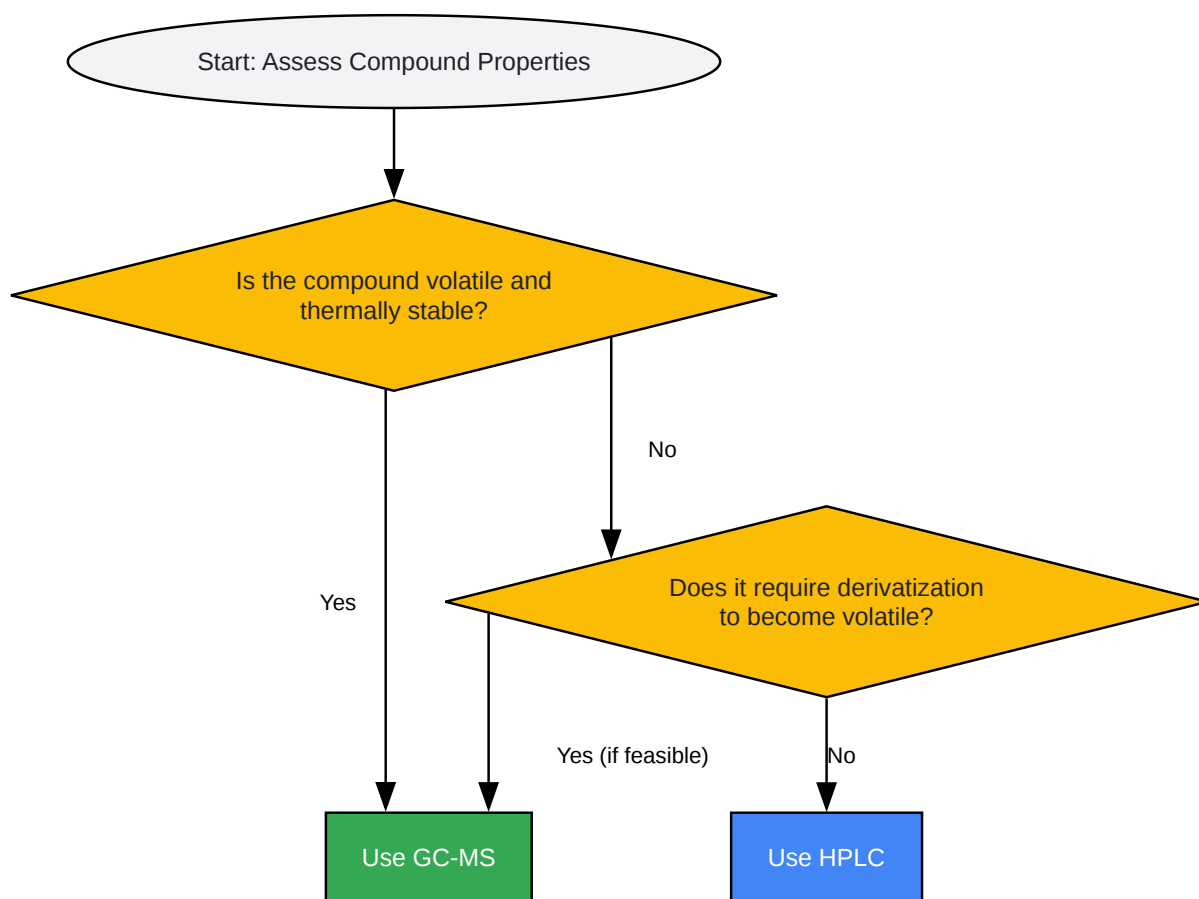 Start: Assess Compound Properties
Is the compound volatile and
thermally stable?
No
Does it require derivatization
to become volatile?
Yes
Yes (if feasible)
No
Use GC-MS
Use HPLC